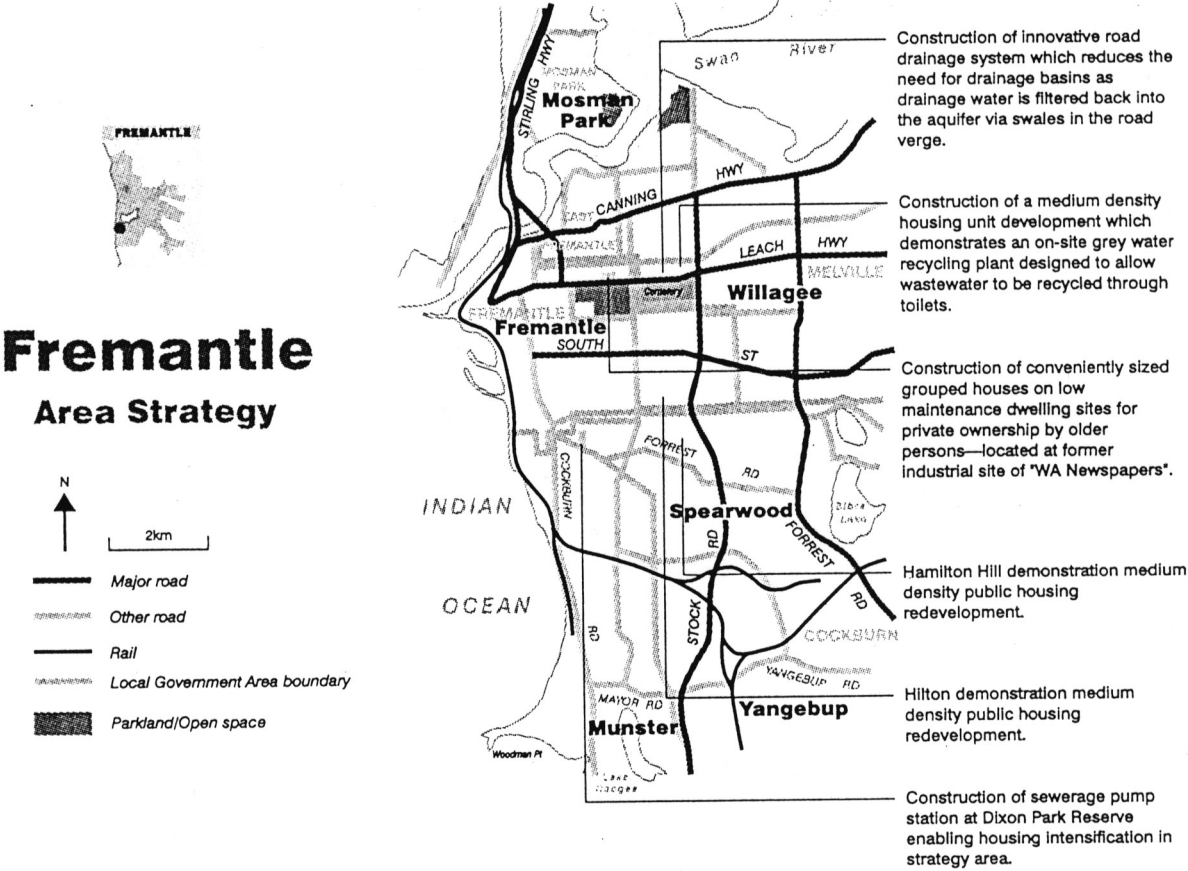 FREMANTLE
Fremantle
Area Strategy
N
2km
Major road
Other road
Rail
Local Government Area boundary
Parkland/Open space
STIRLING HWY
MOSMAN
PARK
Mosman
Park
Swan River
CANNING HWY
EAST
FREMANTLE
LEACH HWY
MELVILLE
Cemetery
Willagee
FREMANTLE
Fremantle
SOUTH ST
FORREST RD
COCKBURN RD
INDIAN
OCEAN
Spearwood
Bibra
Lake
FORREST RD
STOCK RD
COCKBURN
YANGEBUP RD
MAYOR RD
Yangebup
Munster
Woodman Pt
Lake
Construction of innovative road
drainage system which reduces the
need for drainage basins as
drainage water is filtered back into
the aquifer via swales in the road
verge.
Construction of a medium density
housing unit development which
demonstrates an on-site grey water
recycling plant designed to allow
wastewater to be recycled through
toilets.
Construction of conveniently sized
grouped houses on low
maintenance dwelling sites for
private ownership by older
persons—located at former
industrial site of "WA Newspapers".
Hamilton Hill demonstration medium
density public housing
redevelopment.
Hilton demonstration medium
density public housing
redevelopment.
Construction of sewerage pump
station at Dixon Park Reserve
enabling housing intensification in
strategy area.